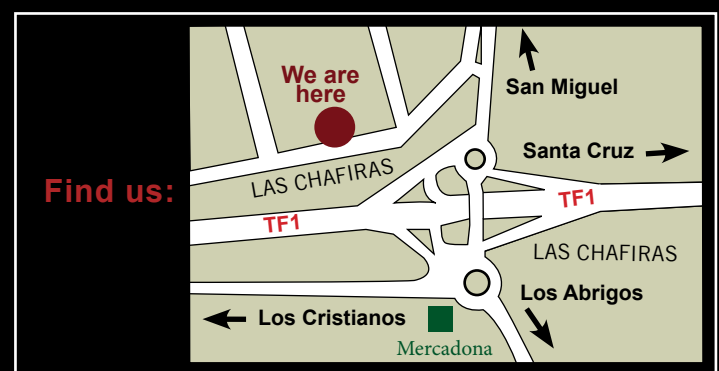 Find us:
We are
here
San Miguel
Santa Cruz
LAS CHAFIRAS
TF1
TF1
LAS CHAFIRAS
Los Abrigos
Los Cristianos
Mercadona